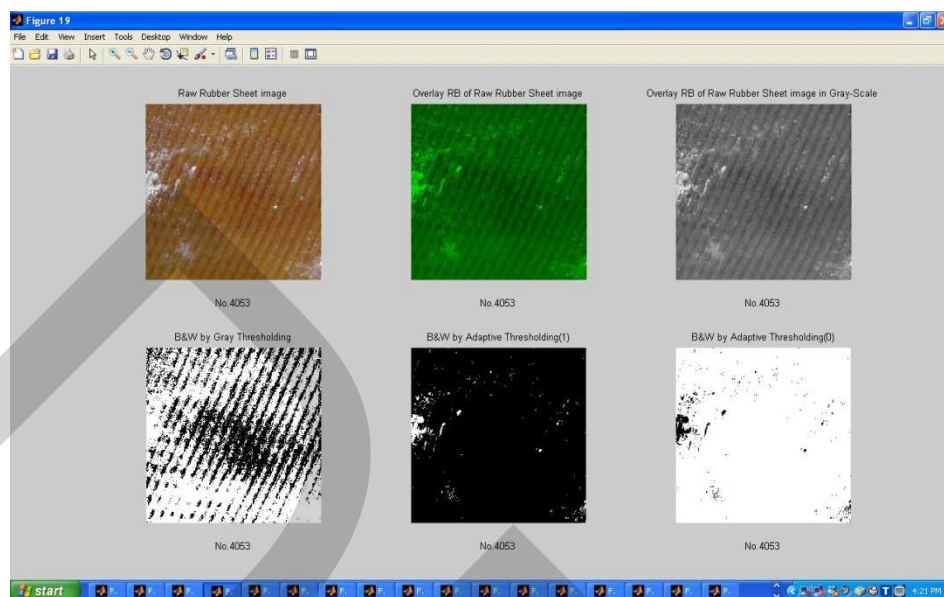 Figure 19
File Edit View Insert Tools Desktop Window Help
Raw Rubber Sheet image
Overlay RB of Raw Rubber Sheet image
Overlay RB of Raw Rubber Sheet image in Gray-Scale
No.4053
No.4053
No.4053
B&W by Gray Thresholding
B&W by Adaptive Thresholding(1)
B&W by Adaptive Thresholding(0)
No.4053
No.4053
No.4053
start F. F. F. F. F. F. F. F. F. F. F. F. F. F. F. F. F. T 4:21 PM